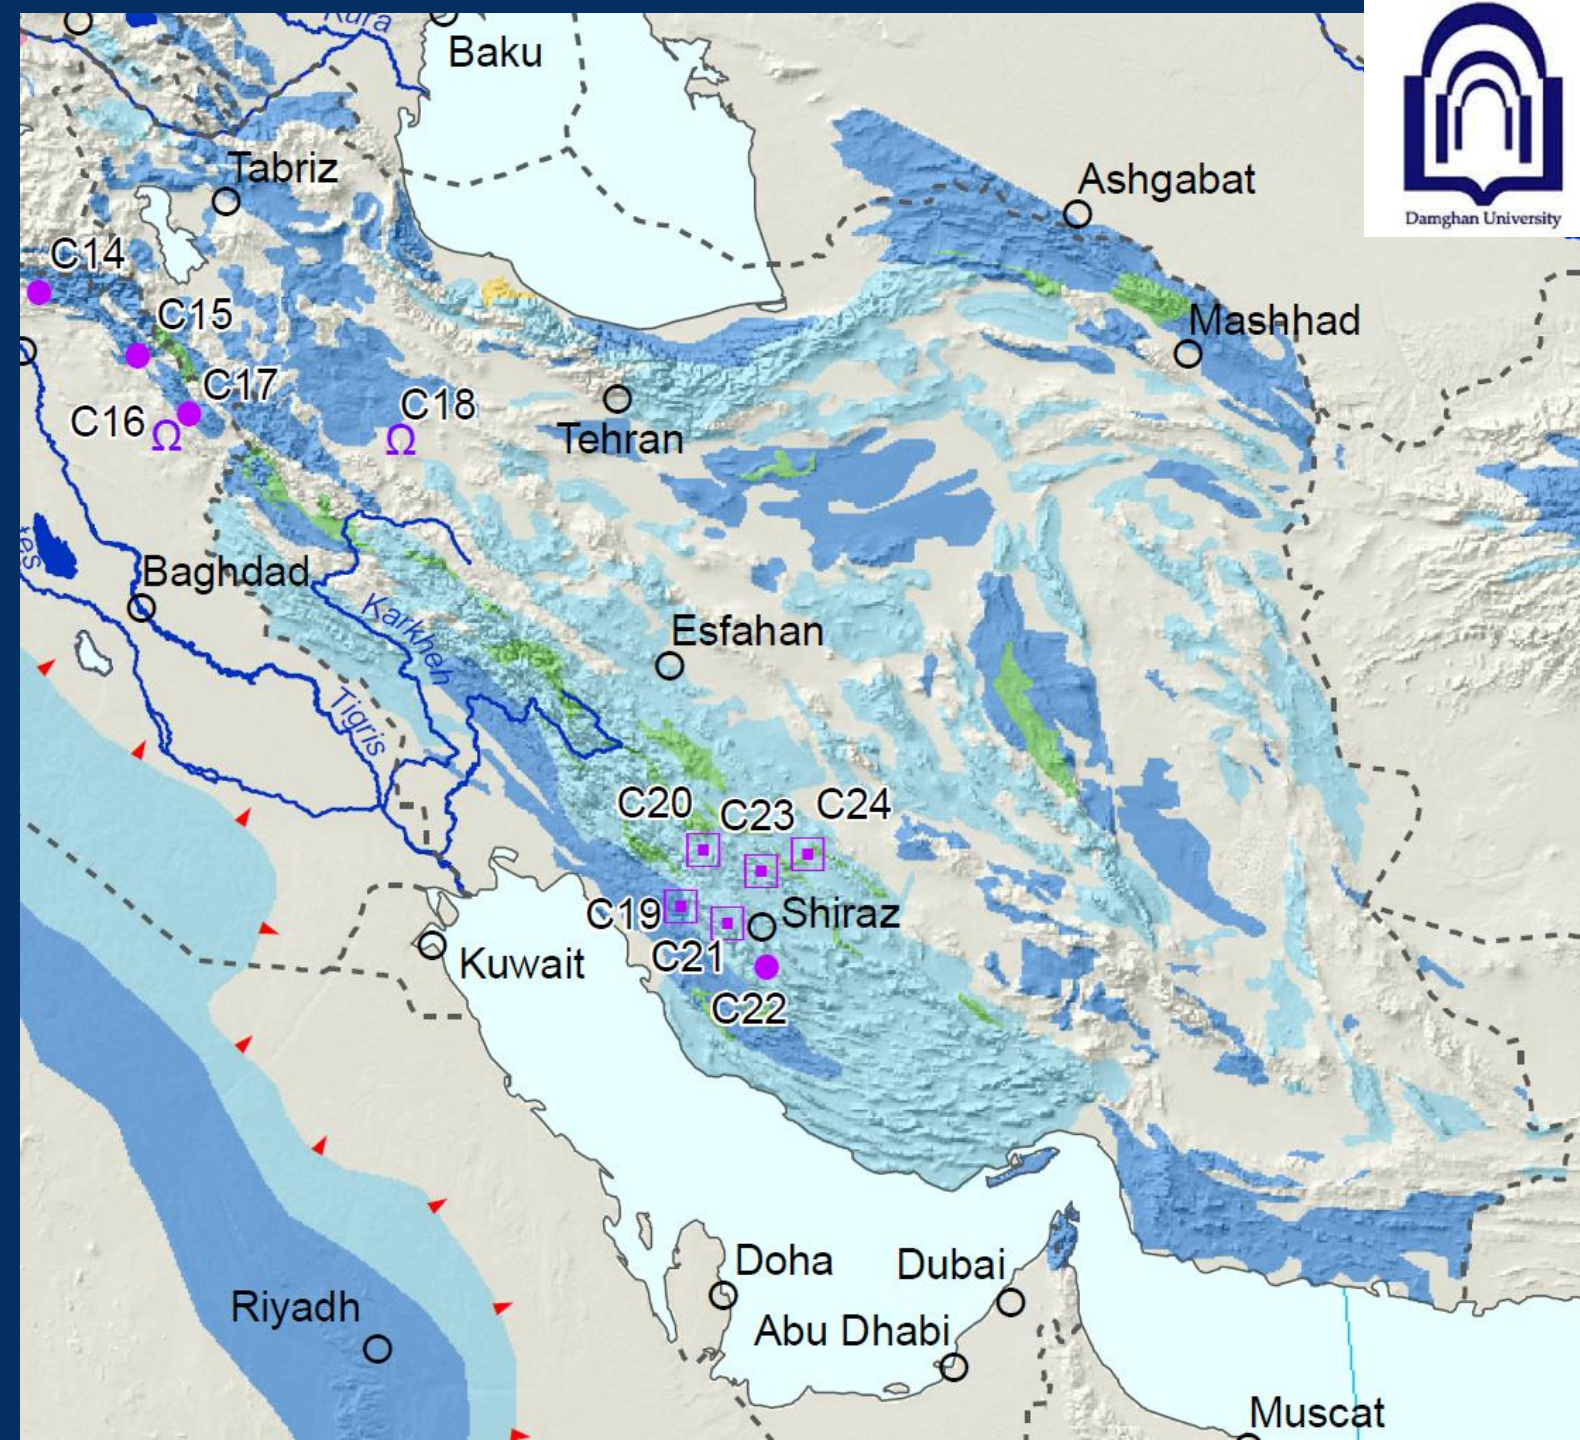 Kura
Baku
Damghan University
Tabriz
Ashgabat
C14
C15
Mashhad
C17
C16
C18
Tehran
Baghdad
Karkheh
Esfahan
Tigris
C20
C23
C24
C19
Shiraz
C21
Kuwait
C22
Doha
Dubai
Riyadh
Abu Dhabi
Muscat